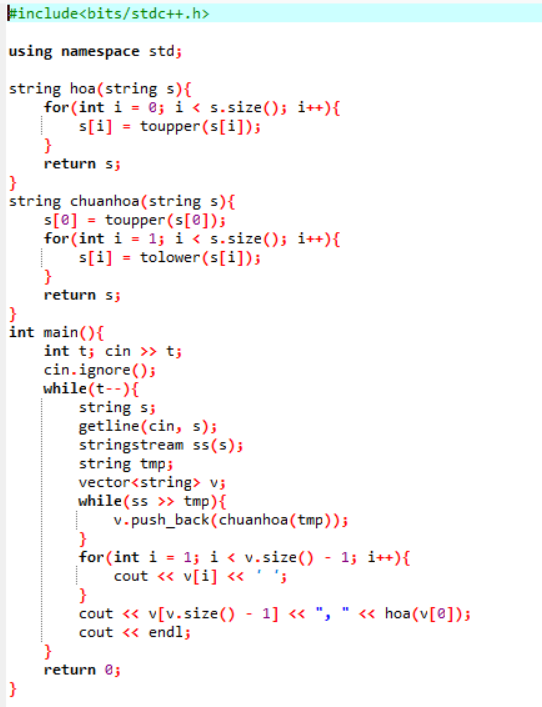 #include<bits/stdc++.h>

using namespace std;

string hoa(string s){
    for(int i = 0; i < s.size(); i++){
        s[i] = toupper(s[i]);
    }
    return s;
}
string chuanhoa(string s){
    s[0] = toupper(s[0]);
    for(int i = 1; i < s.size(); i++){
        s[i] = tolower(s[i]);
    }
    return s;
}
int main(){
    int t; cin >> t;
    cin.ignore();
    while(t--){
        string s;
        getline(cin, s);
        stringstream ss(s);
        string tmp;
        vector<string> v;
        while(ss >> tmp){
            v.push_back(chuanhoa(tmp));
        }
        for(int i = 1; i < v.size() - 1; i++){
            cout << v[i] << ' ';
        }
        cout << v[v.size() - 1] << ", " << hoa(v[0]);
        cout << endl;
    }
    return 0;
}